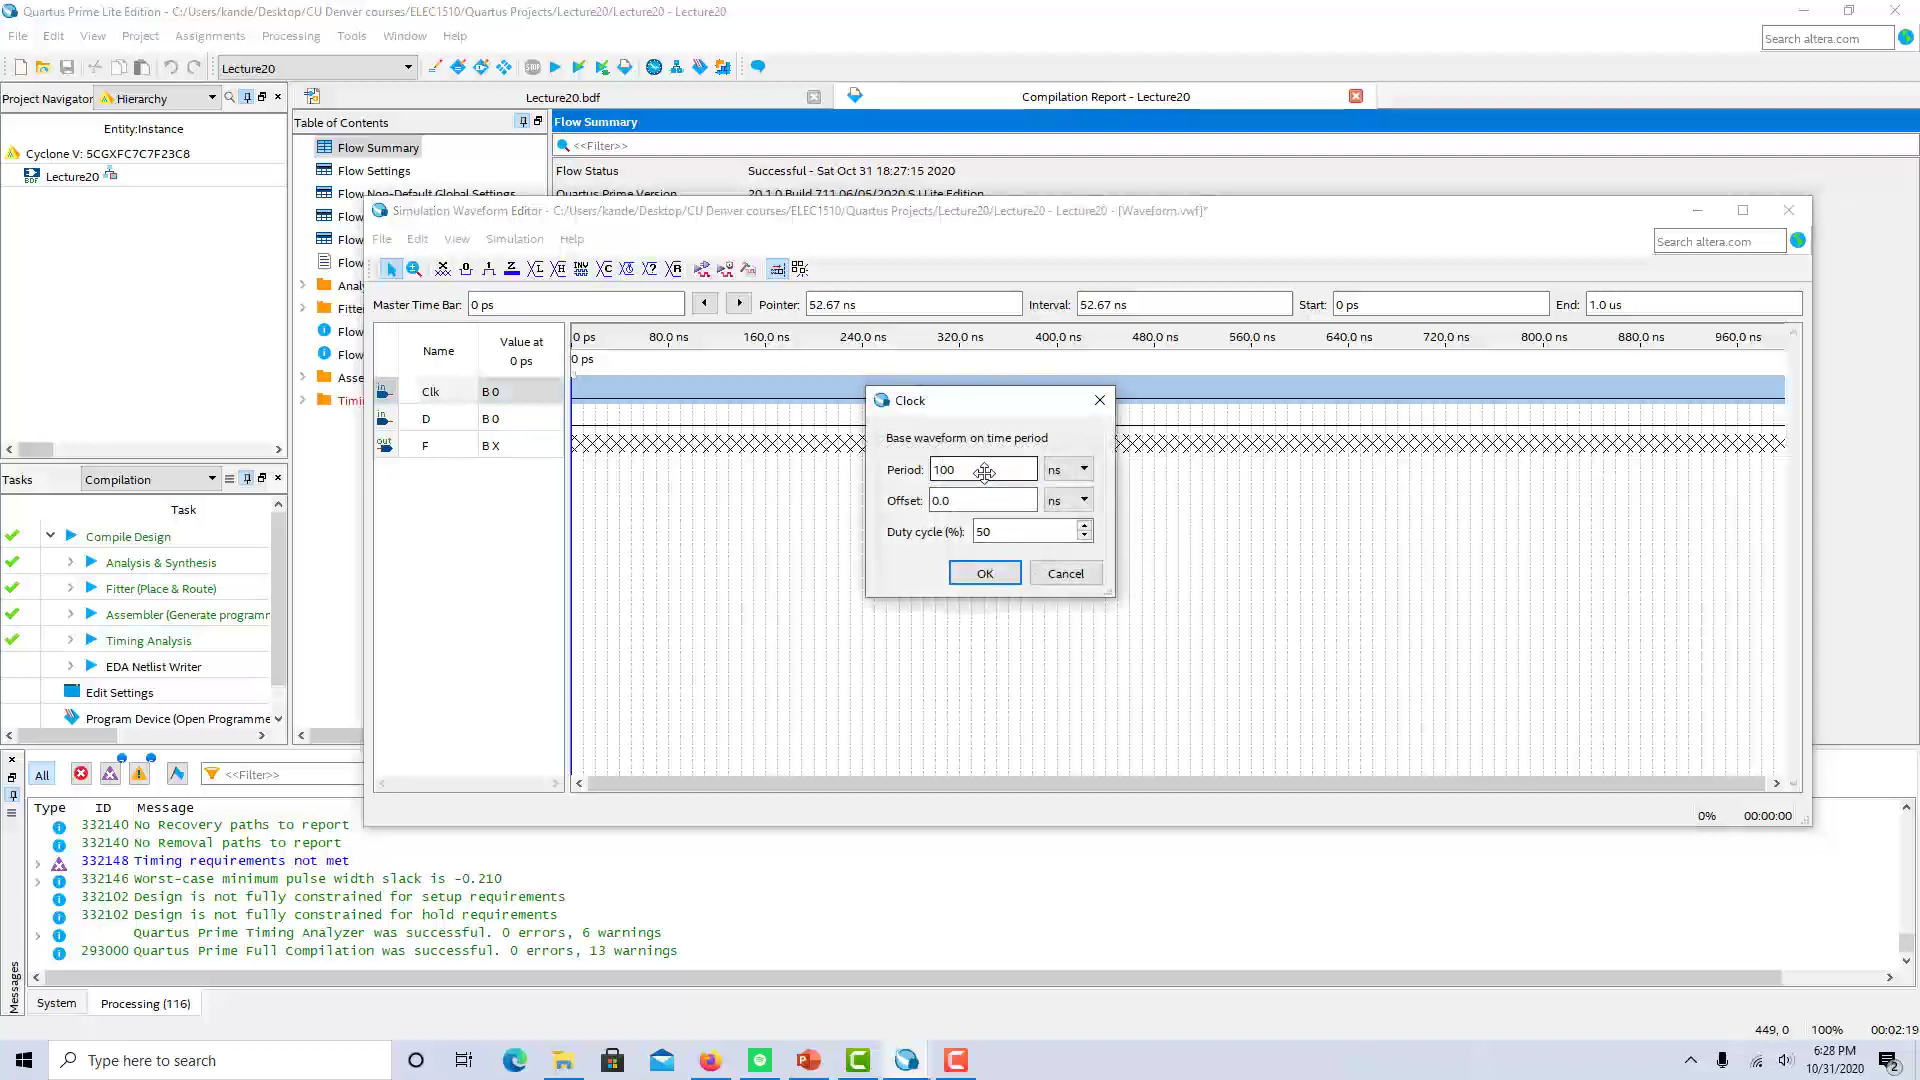 Quartus Prime Lite Edition - C:/Users/kande/Desktop/CU Denver courses/ELEC1510/Quartus Projects/Lecture20/Lecture20 - Lecture20
File Edit View Project Assignments Processing Tools Window Help
Search altera.com
Lecture20
Project Navigator Hierarchy
Lecture20.bdf
Compilation Report - Lecture20
Entity:Instance
Cyclone V: 5CGXFC7C7F23C8
Lecture20
Table of Contents
Flow Summary
Flow Settings
Flow Non-Default Global Settings
Flow
Flow
Flow
Analy
Fitte
Flow
Flow
Asse
Timi
Flow Summary
<<Filter>>
Flow Status Successful - Sat Oct 31 18:27:15 2020
Quartus Prime Version 20.1.0 Build 711 06/05/2020 SJ Lite Edition
Simulation Waveform Editor - C:/Users/kande/Desktop/CU Denver courses/ELEC1510/Quartus Projects/Lecture20/Lecture20 - Lecture20 - [Waveform.vwf]*
File Edit View Simulation Help
Search altera.com
Master Time Bar: 0 ps Pointer: 52.67 ns Interval: 52.67 ns Start: 0 ps End: 1.0 us
Name Value at
0 ps
0 ps 80.0 ns 160.0 ns 240.0 ns 320.0 ns 400.0 ns 480.0 ns 560.0 ns 640.0 ns 720.0 ns 800.0 ns 880.0 ns 960.0 ns
0 ps
in Clk B 0
in D B 0
out F B X
Clock
Base waveform on time period
Period: 100 ns
Offset: 0.0 ns
Duty cycle (%): 50
OK Cancel
0% 00:00:00
Tasks Compilation
Task
Compile Design
Analysis & Synthesis
Fitter (Place & Route)
Assembler (Generate programm
Timing Analysis
EDA Netlist Writer
Edit Settings
Program Device (Open Programme
All <<Filter>>
Type ID Message
332140 No Recovery paths to report
332140 No Removal paths to report
332148 Timing requirements not met
332146 Worst-case minimum pulse width slack is -0.210
332102 Design is not fully constrained for setup requirements
332102 Design is not fully constrained for hold requirements
Quartus Prime Timing Analyzer was successful. 0 errors, 6 warnings
293000 Quartus Prime Full Compilation was successful. 0 errors, 13 warnings
Messages
System Processing (116)
449, 0 100% 00:02:19
Type here to search
6:28 PM
10/31/2020
2